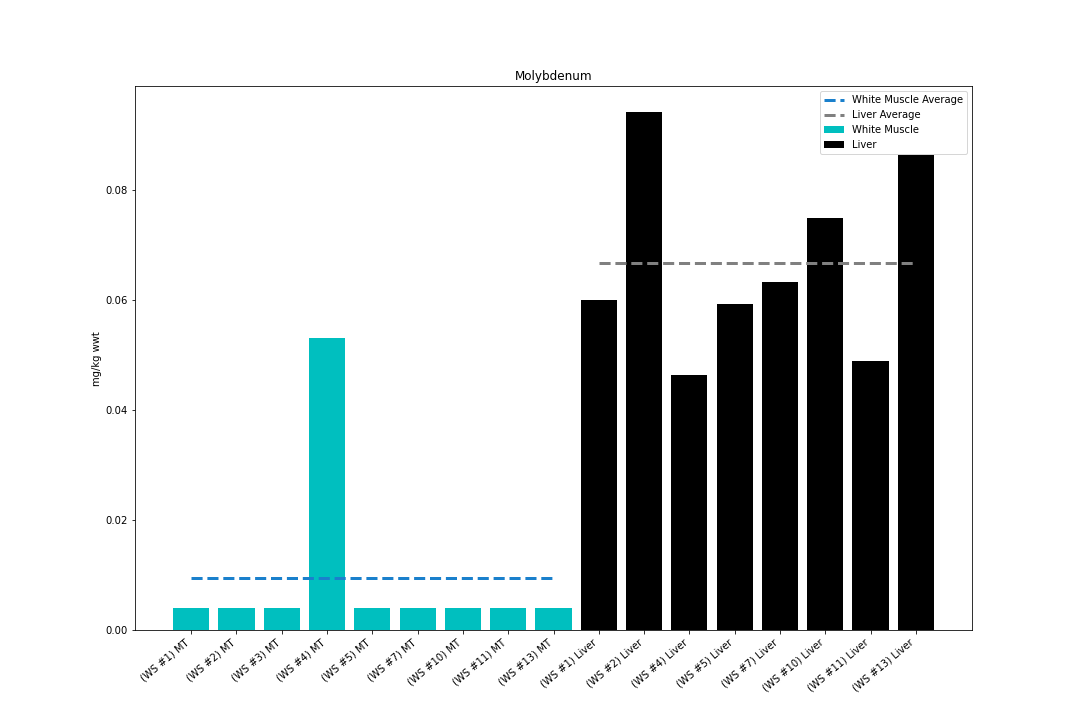 Molybdenum
White Muscle Average
Liver Average
White Muscle
Liver
mg/kg wwt
0.08
0.06
0.04
0.02
0.00
(WS #1) MT
(WS #2) MT
(WS #3) MT
(WS #4) MT
(WS #5) MT
(WS #7) MT
(WS #10) MT
(WS #11) MT
(WS #13) MT
(WS #1) Liver
(WS #2) Liver
(WS #4) Liver
(WS #5) Liver
(WS #7) Liver
(WS #10) Liver
(WS #11) Liver
(WS #13) Liver